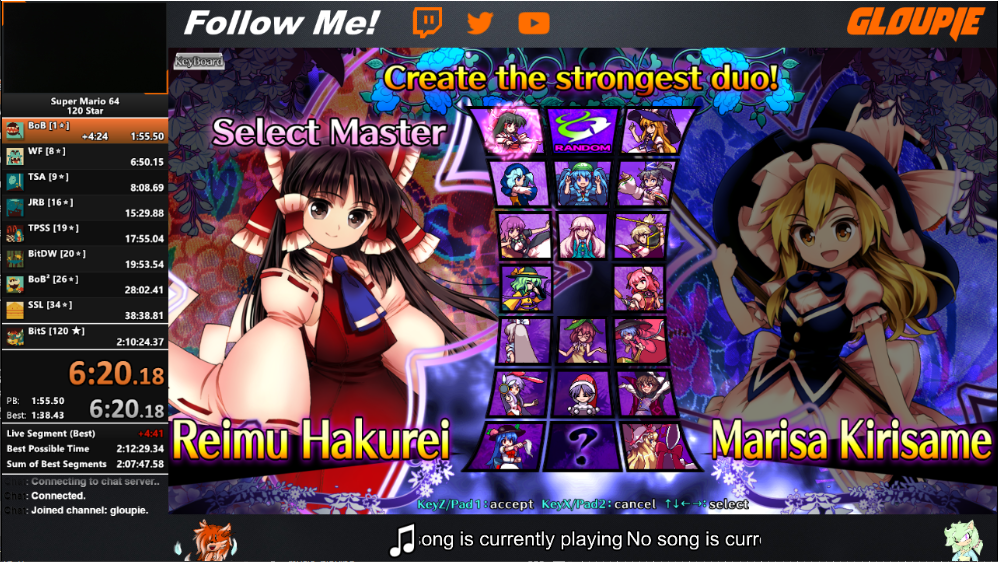 Follow Me!
GLOUPIE
KeyBoard
Create the strongest duo!
Select Master
RANDOM
?
Reimu Hakurei
Marisa Kirisame
KeyZ/Pad1:accept KeyX/Pad2:cancel ↑↓←→:select
Super Mario 64
120 Star
BoB [1⋆]
+4:24 1:55.50
WF [8⋆]
6:50.15
TSA [9⋆]
8:08.69
JRB [16⋆]
15:29.88
TPSS [19⋆]
17:55.04
BitDW [20⋆]
19:53.54
BoB² [26⋆]
28:02.41
SSL [34⋆]
38:38.81
BitS [120 ★]
2:10:24.37
6:20.18
PB: 1:55.50
Best: 1:38.43
6:20.18
Live Segment (Best) +4:41
Best Possible Time 2:12:29.34
Sum of Best Segments 2:07:47.58
Chat: Connecting to chat server..
Chat: Connected.
Chat: Joined channel: gloupie.
ong is currently playing No song is curr